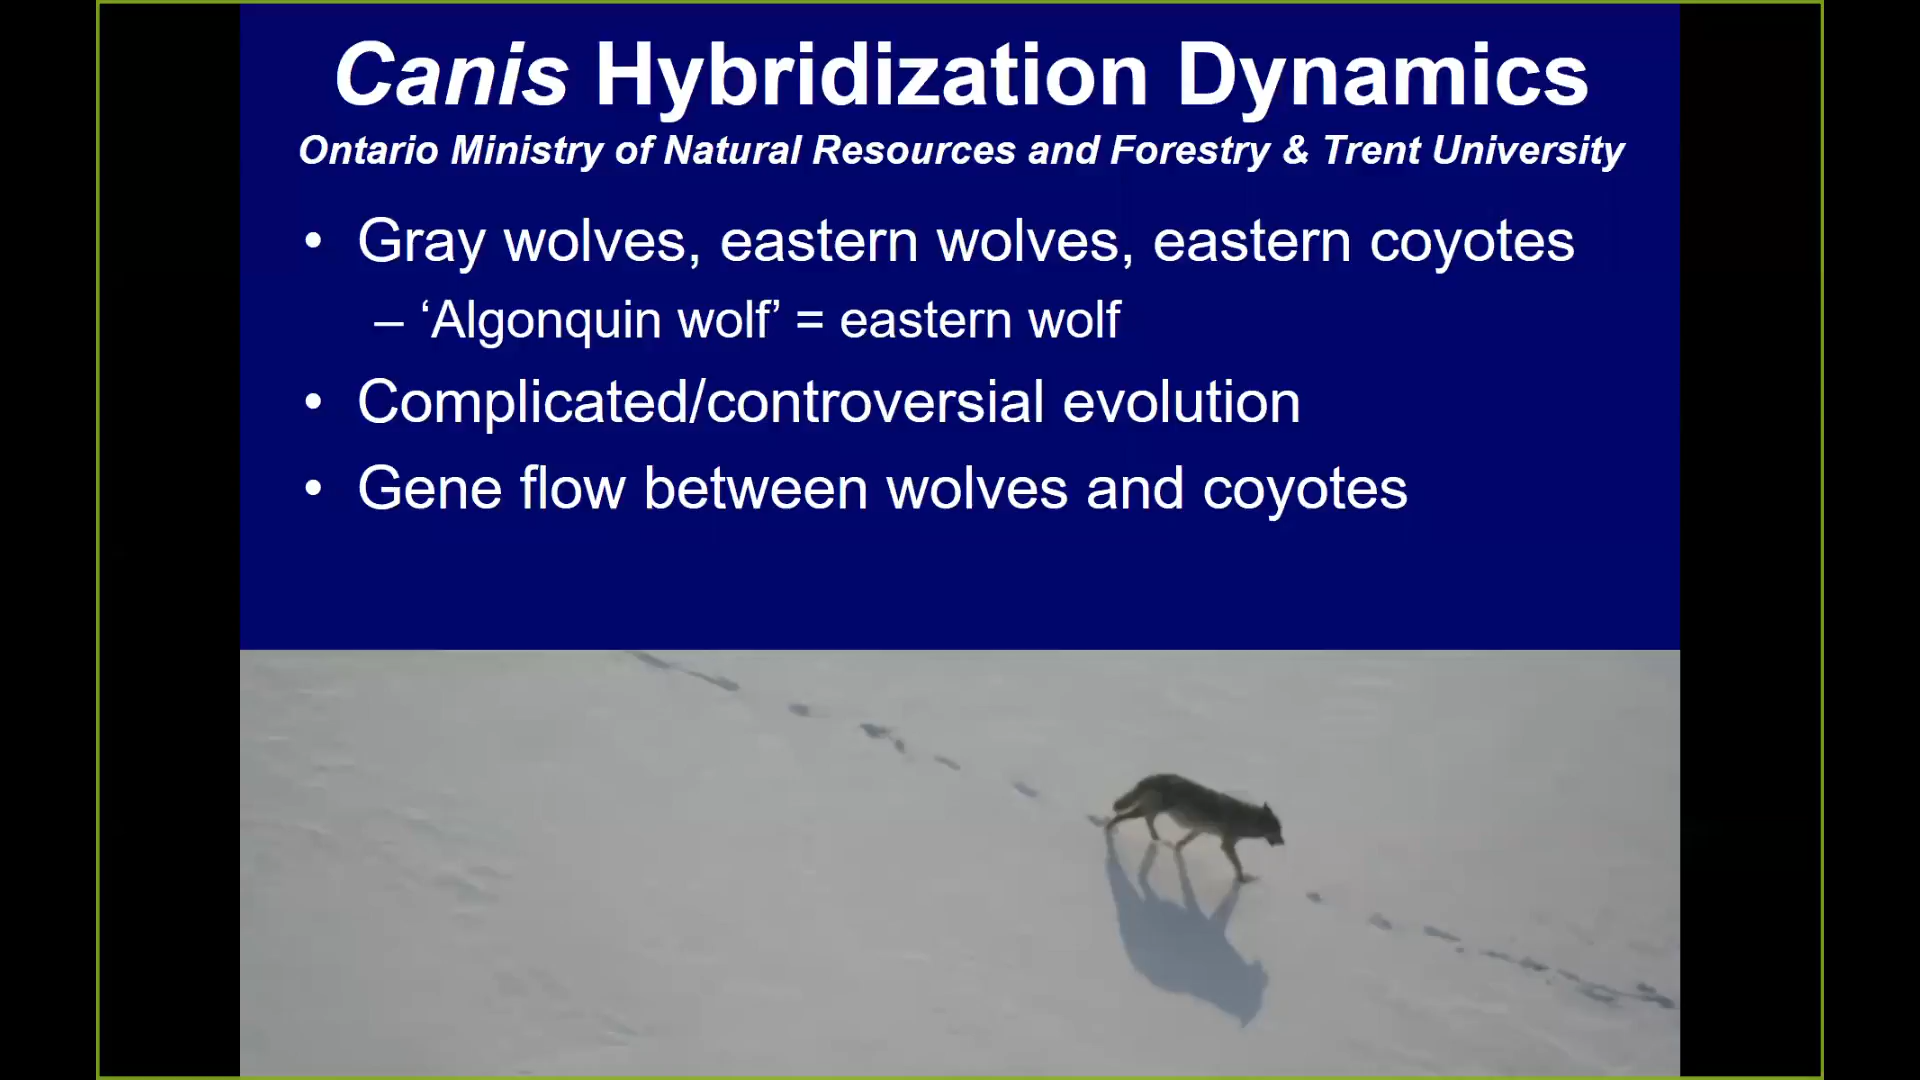 Canis Hybridization Dynamics
Ontario Ministry of Natural Resources and Forestry & Trent University
• Gray wolves, eastern wolves, eastern coyotes
– ‘Algonquin wolf’ = eastern wolf
• Complicated/controversial evolution
• Gene flow between wolves and coyotes